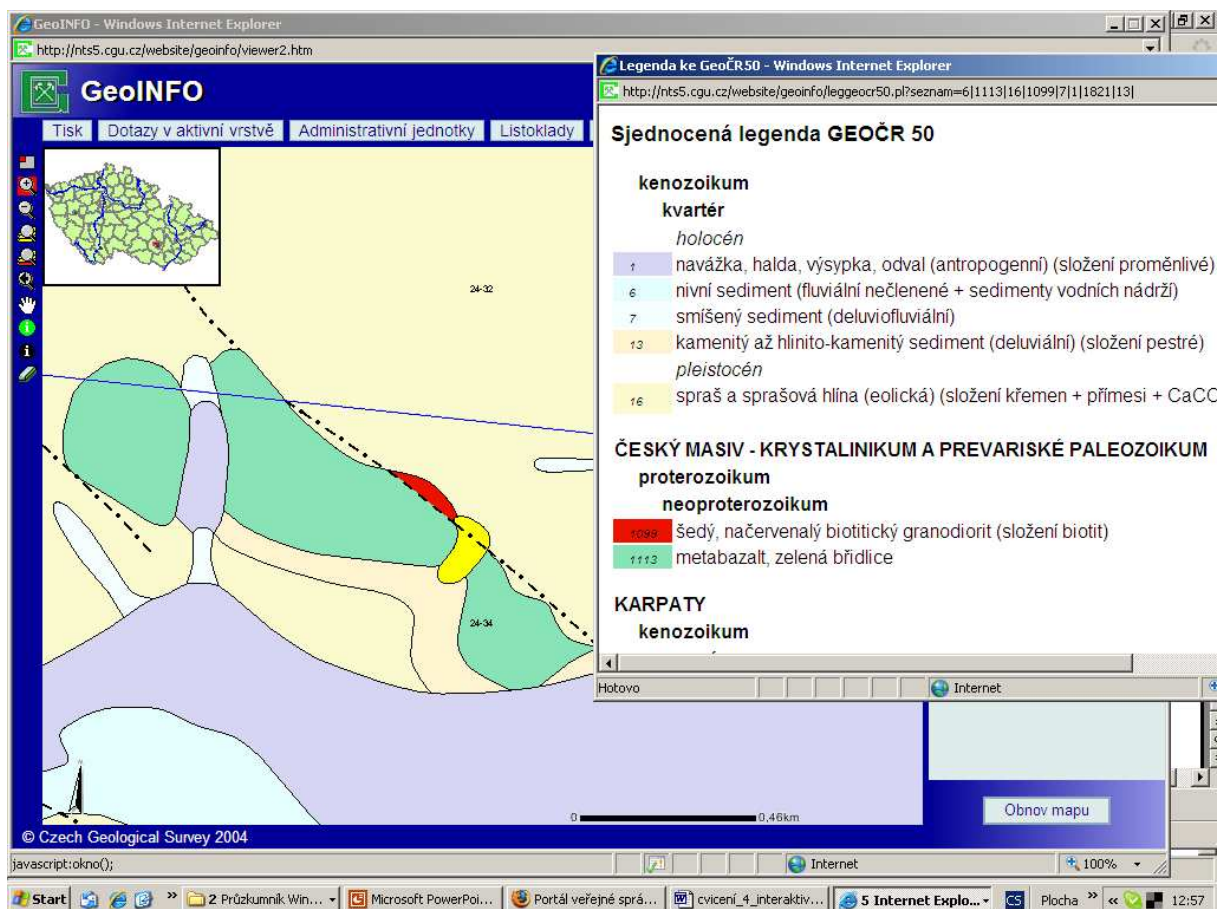 GeoINFO - Windows Internet Explorer
http://nts5.cgu.cz/website/geoinfo/viewer2.htm
GeoINFO
Tisk
Dotazy v aktivní vrstvě
Administrativní jednotky
Listoklady
24-32
24-34
0
0,46km
© Czech Geological Survey 2004
Obnov mapu
javascript:okno();
Internet
100%
Legenda ke GeoČR50 - Windows Internet Explorer
http://nts5.cgu.cz/website/geoinfo/leggeocr50.pl?seznam=6|1113|16|1099|7|1|1821|13|
Sjednocená legenda GEOČR 50
kenozoikum
kvartér
holocén
1 navážka, halda, výsypka, odval (antropogenní) (složení proměnlivé)
6 nivní sediment (fluviální nečlenené + sedimenty vodních nádrží)
7 smíšený sediment (deluviofluviální)
13 kamenitý až hlinito-kamenitý sediment (deluviální) (složení pestré)
pleistocén
16 spraš a sprašová hlína (eolická) (složení křemen + přímesi + CaCO
ČESKÝ MASIV - KRYSTALINIKUM A PREVARISKÉ PALEOZOIKUM
proterozoikum
neoproterozoikum
1099 šedý, načervenalý biotitický granodiorit (složení biotit)
1113 metabazalt, zelená břidlice
KARPATY
kenozoikum
Hotovo
Internet
Start
2 Průzkumník Win...
Microsoft PowerPoi...
Portál veřejné sprá...
cvicení_4_interaktiv...
5 Internet Explo...
CS
Plocha
12:57